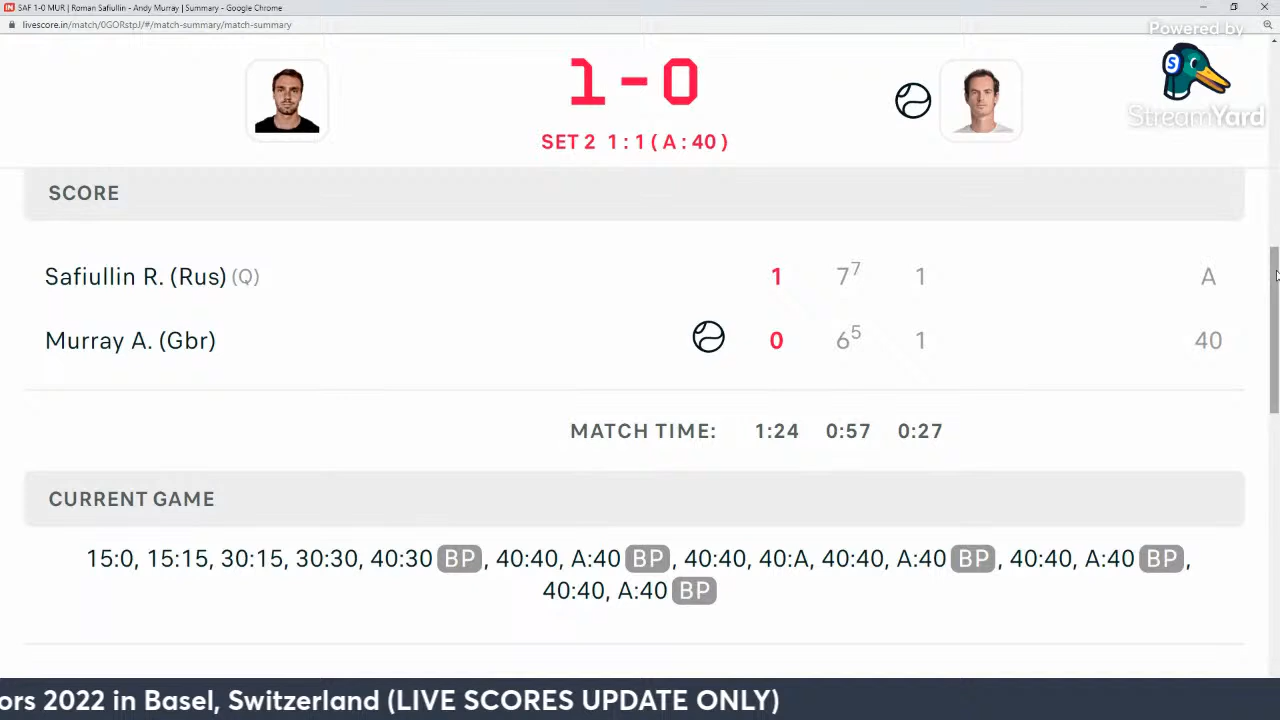 SAF 1-0 MUR | Roman Safiullin - Andy Murray | Summary - Google Chrome
livescore.in/match/0GORstpJ/#/match-summary/match-summary
Powered by
StreamYard
1-0
SET 2 1 : 1 ( A : 40 )
SCORE
Safiullin R. (Rus) (Q) 1 7⁷ 1 A
Murray A. (Gbr) 0 6⁵ 1 40
MATCH TIME: 1:24 0:57 0:27
CURRENT GAME
15:0, 15:15, 30:15, 30:30, 40:30 BP, 40:40, A:40 BP, 40:40, 40:A, 40:40, A:40 BP, 40:40, A:40 BP,
40:40, A:40 BP
ors 2022 in Basel, Switzerland (LIVE SCORES UPDATE ONLY)